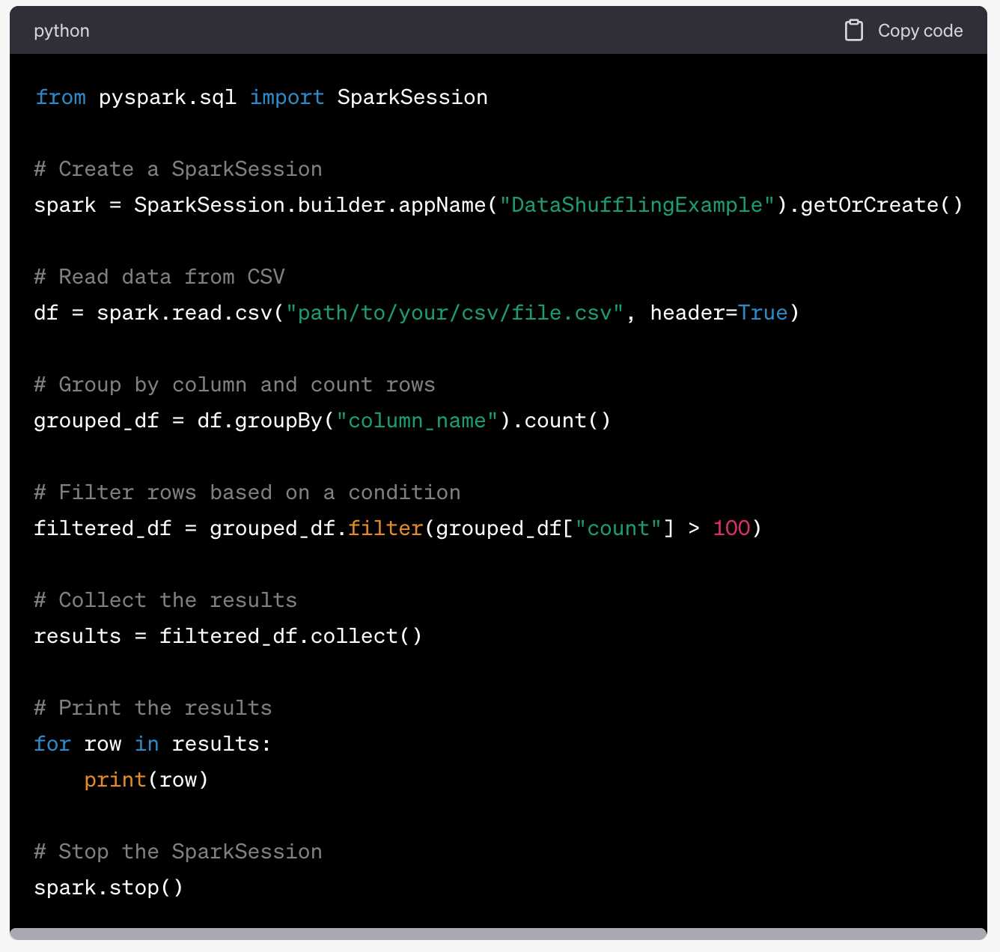 python
Copy code
from pyspark.sql import SparkSession
# Create a SparkSession
spark = SparkSession.builder.appName("DataShufflingExample").getOrCreate()
# Read data from CSV
df = spark.read.csv("path/to/your/csv/file.csv", header=True)
# Group by column and count rows
grouped_df = df.groupBy("column_name").count()
# Filter rows based on a condition
filtered_df = grouped_df.filter(grouped_df["count"] > 100)
# Collect the results
results = filtered_df.collect()
# Print the results
for row in results:
    print(row)
# Stop the SparkSession
spark.stop()